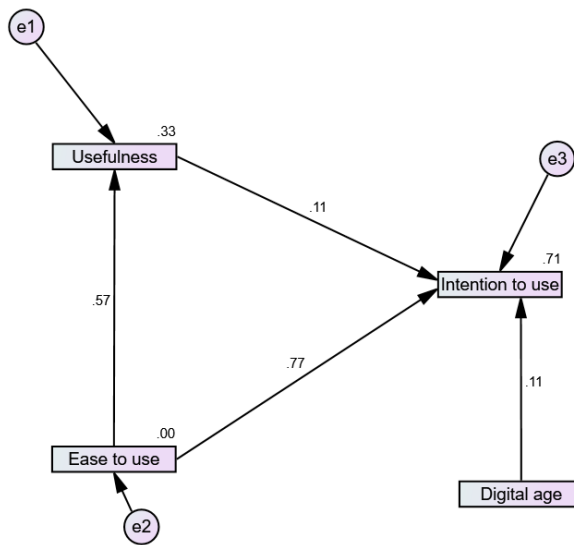 e1
.33
Usefulness
e3
.11
.71
Intention to use
.57
.77
.11
.00
Ease to use
Digital age
e2